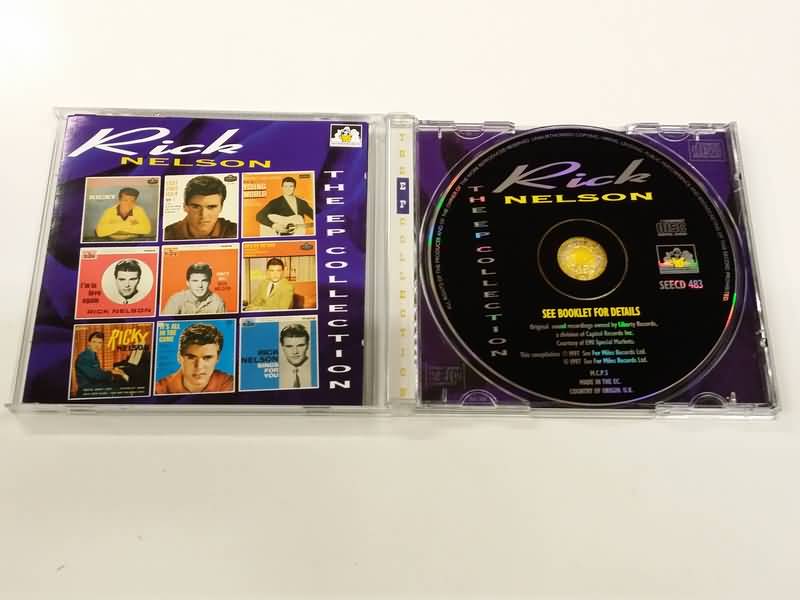 Rick
NELSON
THE EP COLLECTION
YOUNG
WORLD
I'm in
love
again
RICK NELSON
RICKY
NELSON
IT'S ALL
IN THE
GAME
RICK
NELSON
SINGS
FOR
YOU
THE EP COLLECTION
Rick
NELSON
THE EP COLLECTION
SEECD 483
SEE BOOKLET FOR DETAILS
Original sound recordings owned by Liberty Records,
a division of Capitol Records Inc.
Courtesy of EMI Special Markets.
This compilation ℗ 1997 See For Miles Records Ltd.
© 1997 See For Miles Records Ltd.
M.C.P.S
MADE IN THE EC.
COUNTRY OF ORIGIN: U.K.